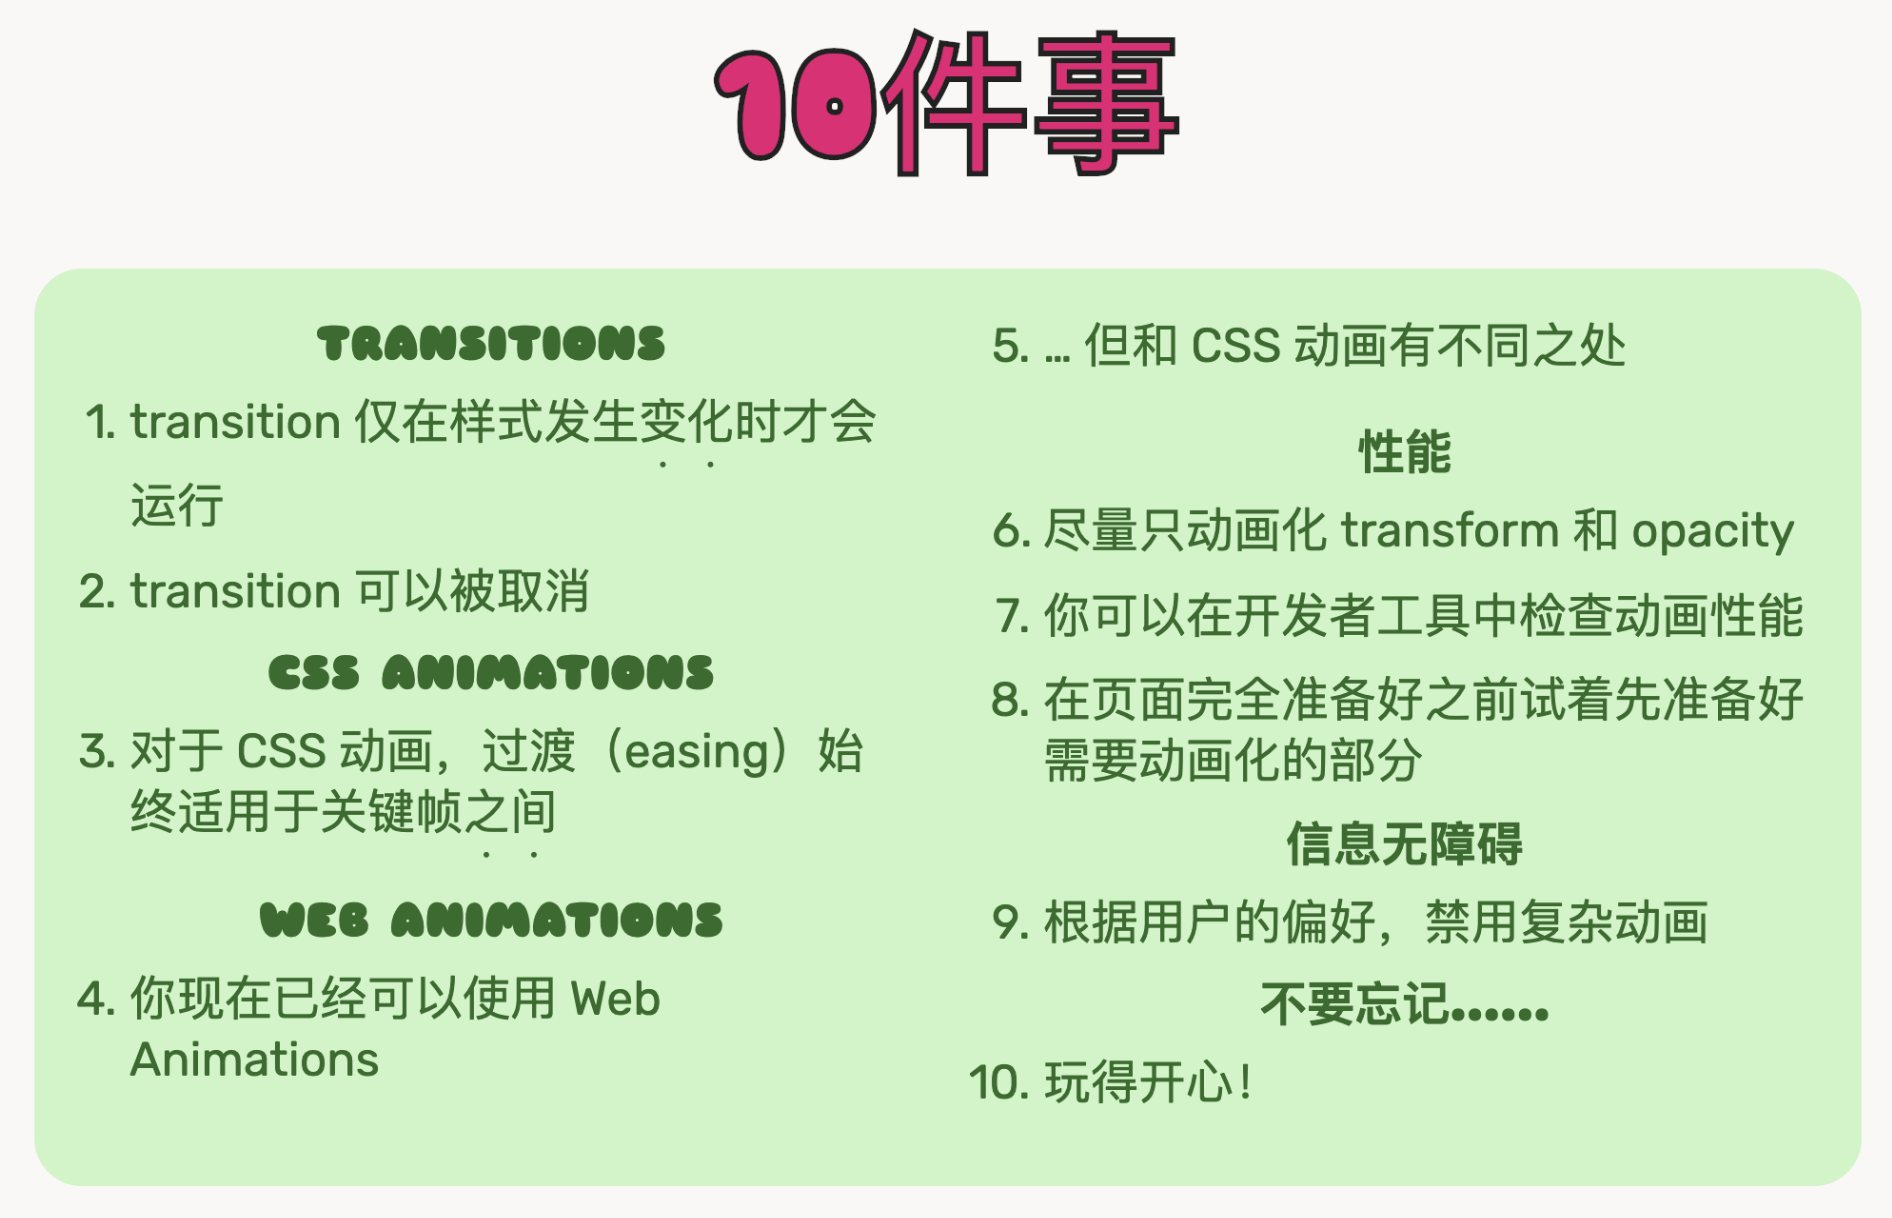 10件事
TRANSITIONS
1. transition 仅在样式发生变化时才会
运行
2. transition 可以被取消
CSS ANIMATIONS
3. 对于 CSS 动画，过渡（easing）始
终适用于关键帧之间
WEB ANIMATIONS
4. 你现在已经可以使用 Web
Animations
5. … 但和 CSS 动画有不同之处
性能
6. 尽量只动画化 transform 和 opacity
7. 你可以在开发者工具中检查动画性能
8. 在页面完全准备好之前试着先准备好
需要动画化的部分
信息无障碍
9. 根据用户的偏好，禁用复杂动画
不要忘记……
10. 玩得开心！